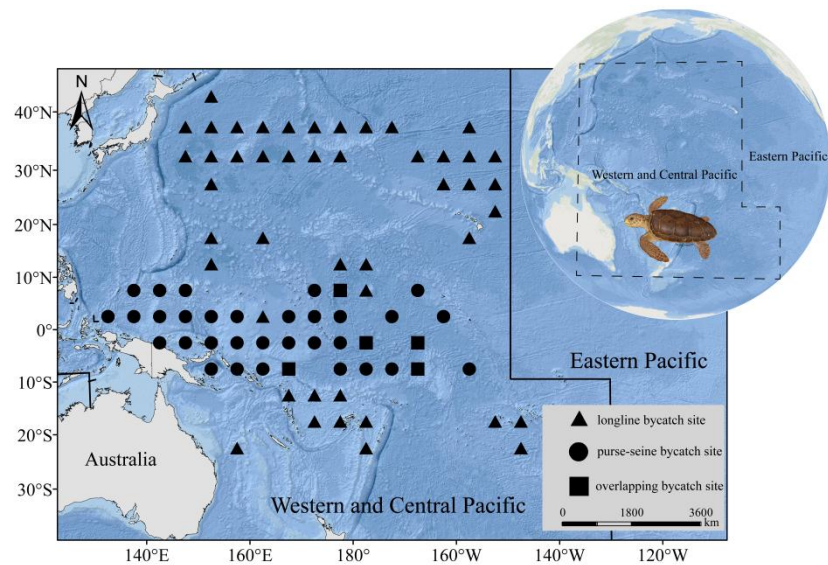 N
40°N
30°N
20°N
10°N
0°
10°S
20°S
30°S
140°E
160°E
180°
160°W
140°W
120°W
Australia
Western and Central Pacific
Eastern Pacific
Western and Central Pacific
Eastern Pacific
longline bycatch site
purse-seine bycatch site
overlapping bycatch site
0 1800 3600
km